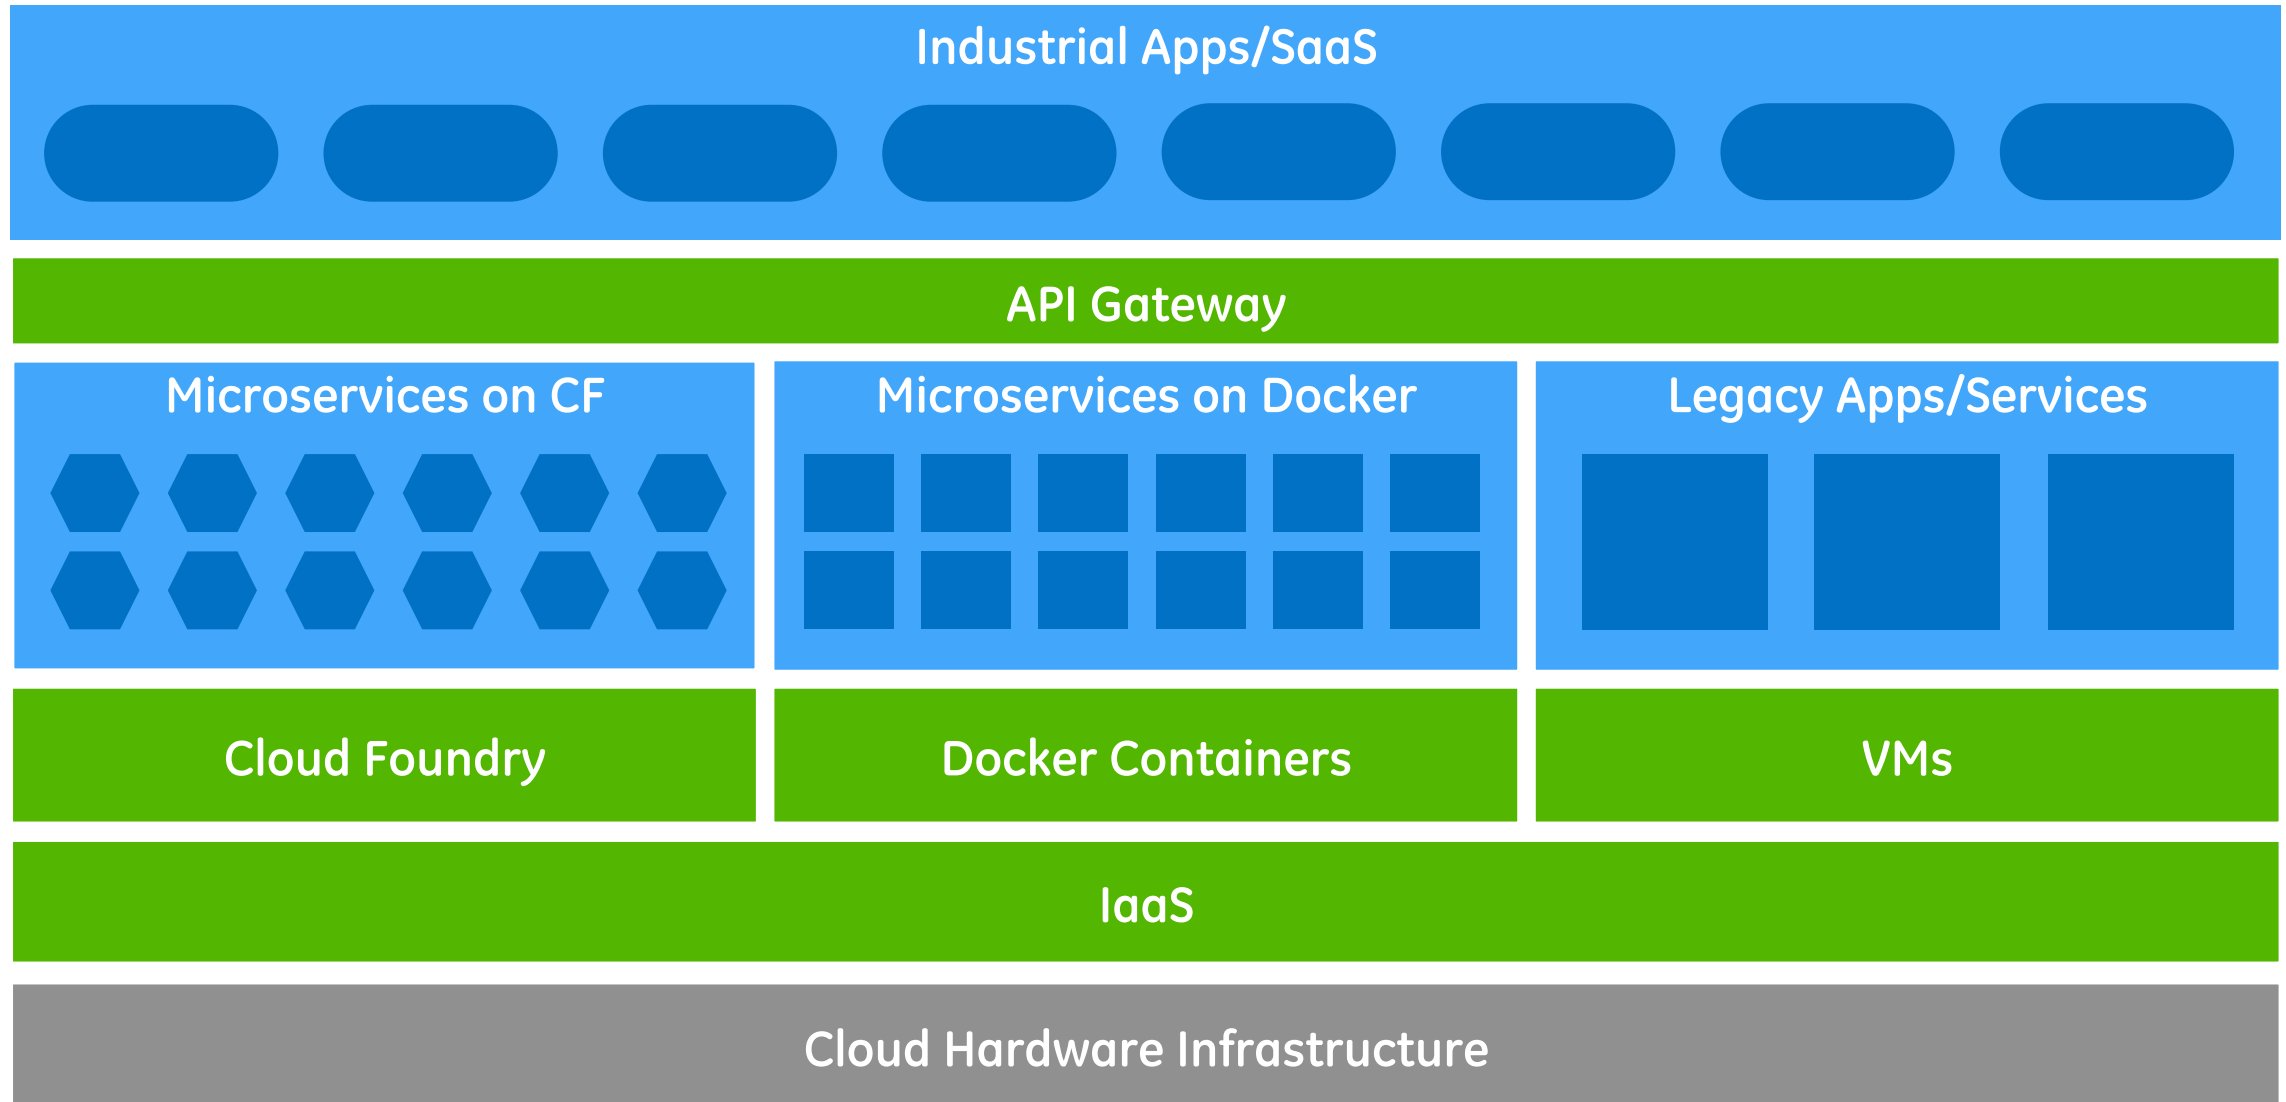 Industrial Apps/SaaS
API Gateway
Microservices on CF
Microservices on Docker
Legacy Apps/Services
Cloud Foundry
Docker Containers
VMs
IaaS
Cloud Hardware Infrastructure